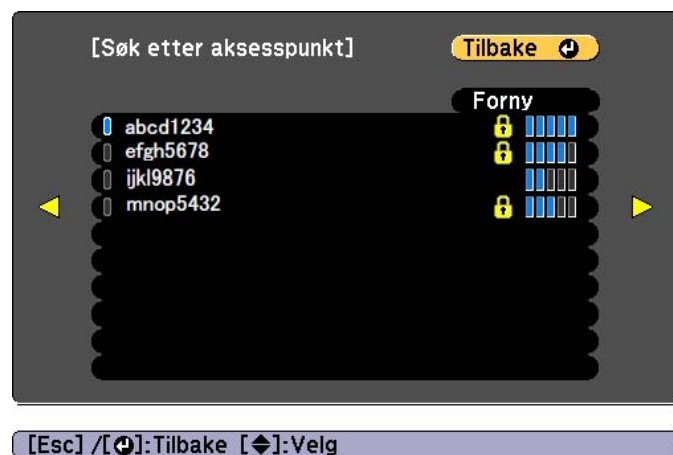 [Søk etter aksesspunkt] Tilbake
Forny
abcd1234
efgh5678
ijkl9876
mnop5432
[Esc] /[]:Tilbake []:Velg